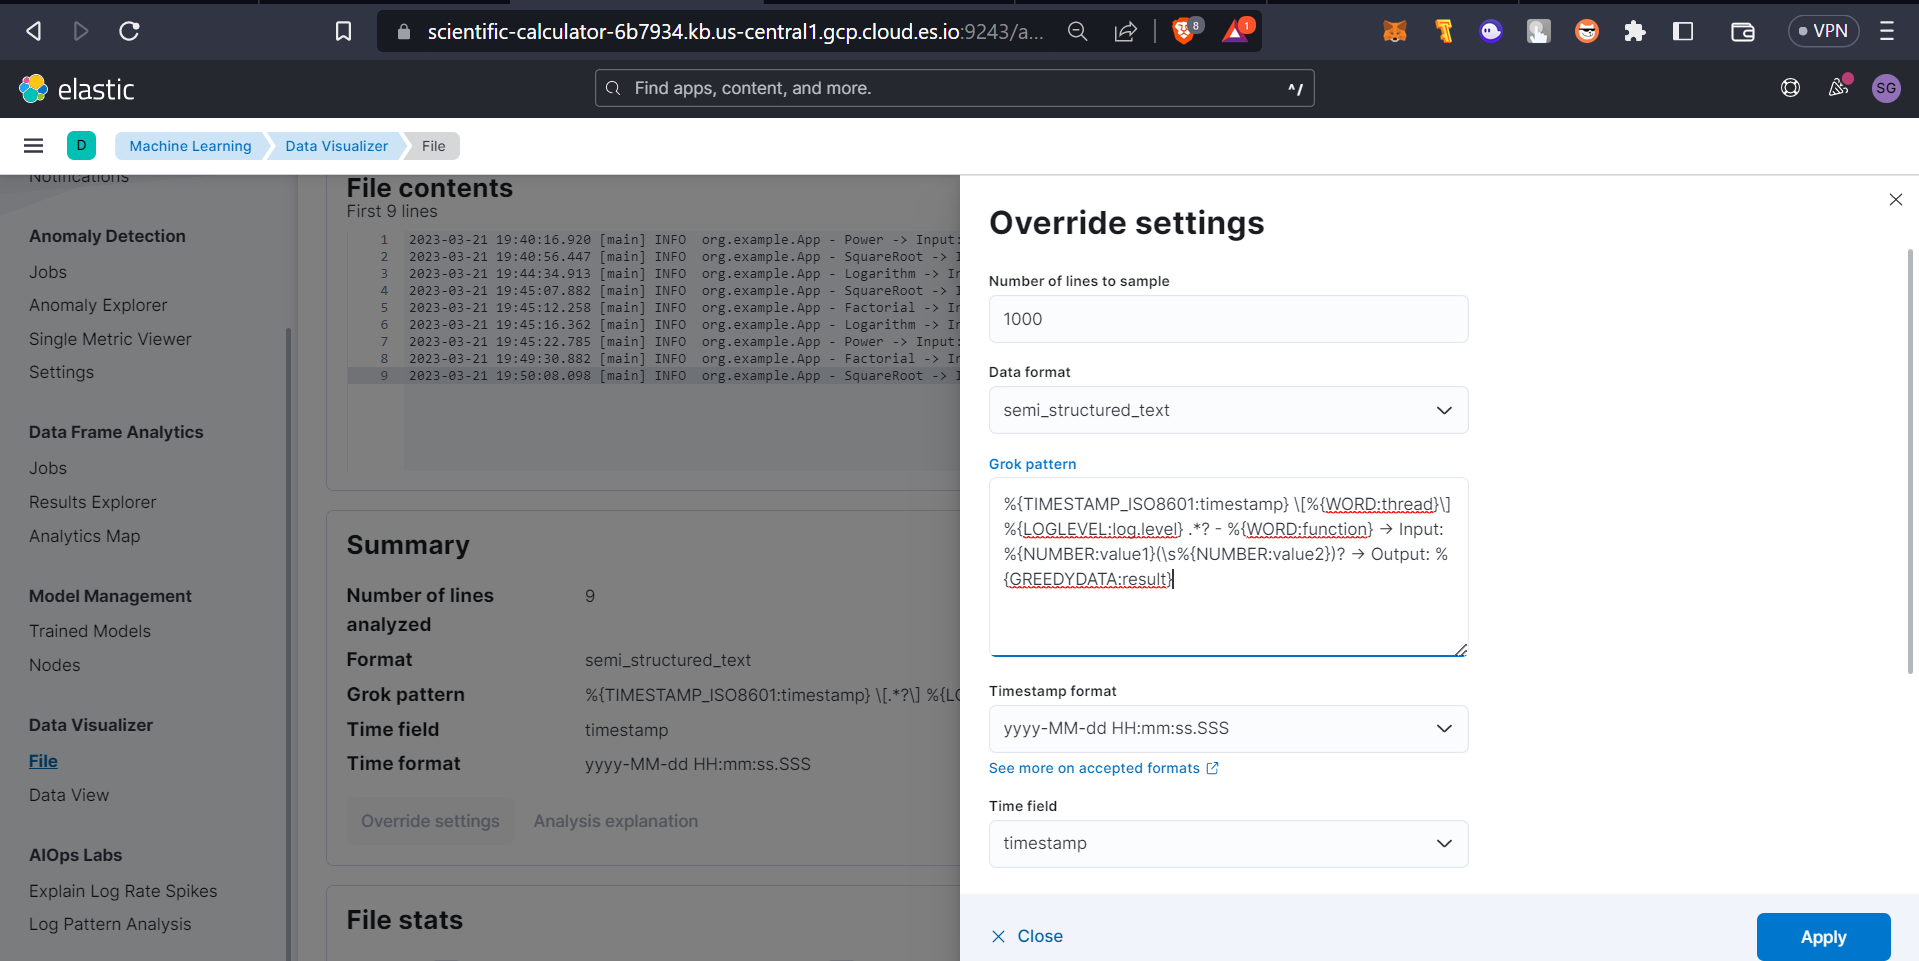 scientific-calculator-6b7934.kb.us-central1.gcp.cloud.es.io:9243/a...
8
1
VPN
elastic
Find apps, content, and more.
^/
SG
D
Machine Learning
Data Visualizer
File
Notifications
Anomaly Detection
Jobs
Anomaly Explorer
Single Metric Viewer
Settings
Data Frame Analytics
Jobs
Results Explorer
Analytics Map
Model Management
Trained Models
Nodes
Data Visualizer
File
Data View
AIOps Labs
Explain Log Rate Spikes
Log Pattern Analysis
File contents
First 9 lines
1 2023-03-21 19:40:16.920 [main] INFO  org.example.App - Power -> Input:
2 2023-03-21 19:40:56.447 [main] INFO  org.example.App - SquareRoot -> I
3 2023-03-21 19:44:34.913 [main] INFO  org.example.App - Logarithm -> In
4 2023-03-21 19:45:07.882 [main] INFO  org.example.App - SquareRoot -> I
5 2023-03-21 19:45:12.258 [main] INFO  org.example.App - Factorial -> In
6 2023-03-21 19:45:16.362 [main] INFO  org.example.App - Logarithm -> In
7 2023-03-21 19:45:22.785 [main] INFO  org.example.App - Power -> Input:
8 2023-03-21 19:49:30.882 [main] INFO  org.example.App - Factorial -> In
9 2023-03-21 19:50:08.098 [main] INFO  org.example.App - SquareRoot -> I
Summary
Number of lines analyzed 9
Format semi_structured_text
Grok pattern %{TIMESTAMP_ISO8601:timestamp} \[.*?\] %{LO
Time field timestamp
Time format yyyy-MM-dd HH:mm:ss.SSS
Override settings
Analysis explanation
File stats
Override settings
Number of lines to sample
1000
Data format
semi_structured_text
Grok pattern
%{TIMESTAMP_ISO8601:timestamp} \[%{WORD:thread}\]
%{LOGLEVEL:log.level} .*? - %{WORD:function} -> Input:
%{NUMBER:value1}(\s%{NUMBER:value2})? -> Output: %
{GREEDYDATA:result}
Timestamp format
yyyy-MM-dd HH:mm:ss.SSS
See more on accepted formats
Time field
timestamp
Close
Apply